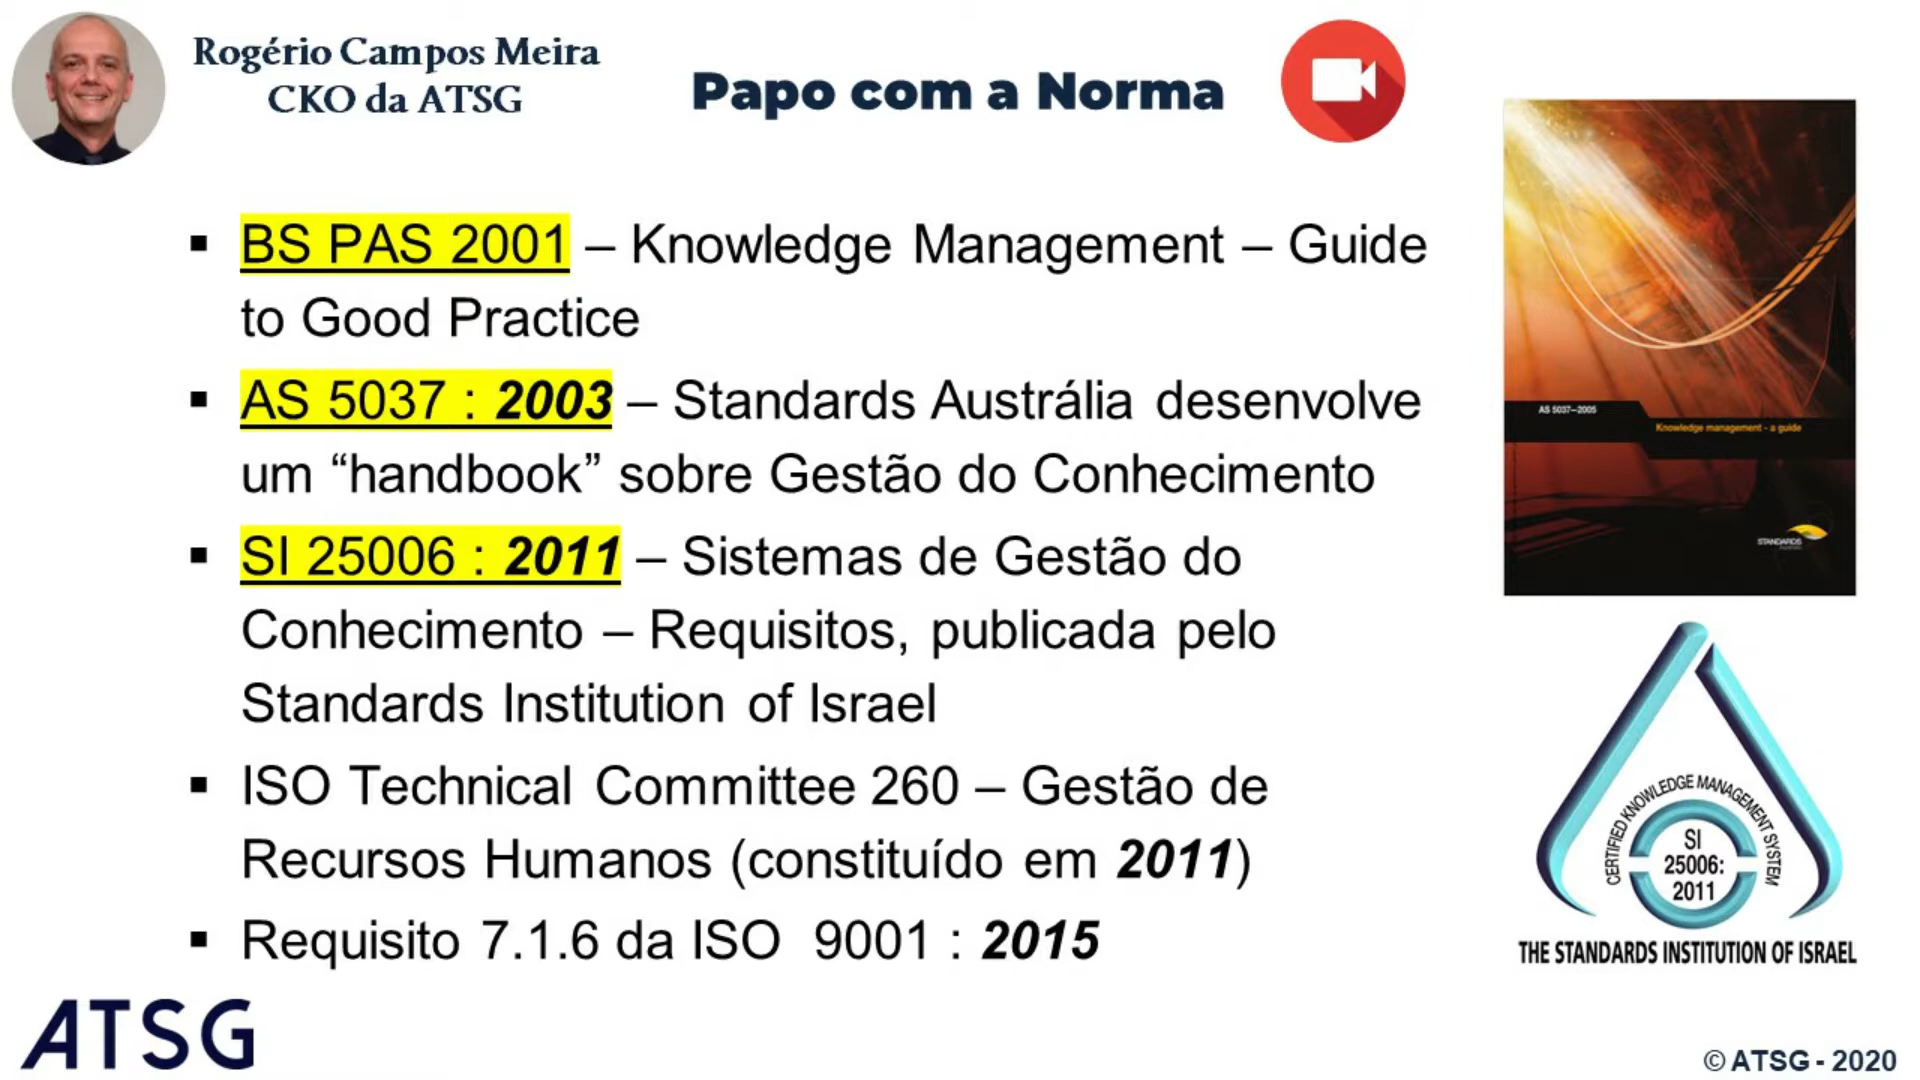 Rogério Campos Meira
CKO da ATSG
Papo com a Norma
▪ BS PAS 2001 – Knowledge Management – Guide
to Good Practice
▪ AS 5037 : 2003 – Standards Austrália desenvolve
um “handbook” sobre Gestão do Conhecimento
▪ SI 25006 : 2011 – Sistemas de Gestão do
Conhecimento – Requisitos, publicada pelo
Standards Institution of Israel
▪ ISO Technical Committee 260 – Gestão de
Recursos Humanos (constituído em 2011)
▪ Requisito 7.1.6 da ISO 9001 : 2015
AS 5037–2005
Knowledge management - a guide
STANDARDS
CERTIFIED KNOWLEDGE MANAGEMENT SYSTEM
SI
25006:
2011
THE STANDARDS INSTITUTION OF ISRAEL
ATSG
© ATSG - 2020